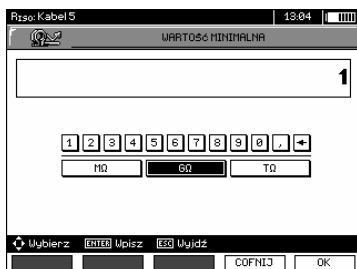 RISO: Kabel 5 13:04
WARTOŚĆ MINIMALNA
1
1 2 3 4 5 6 7 8 9 0 , ←
MΩ GΩ TΩ
Wybierz ENTER Wpisz ESC Wyjdź
COFNIJ OK